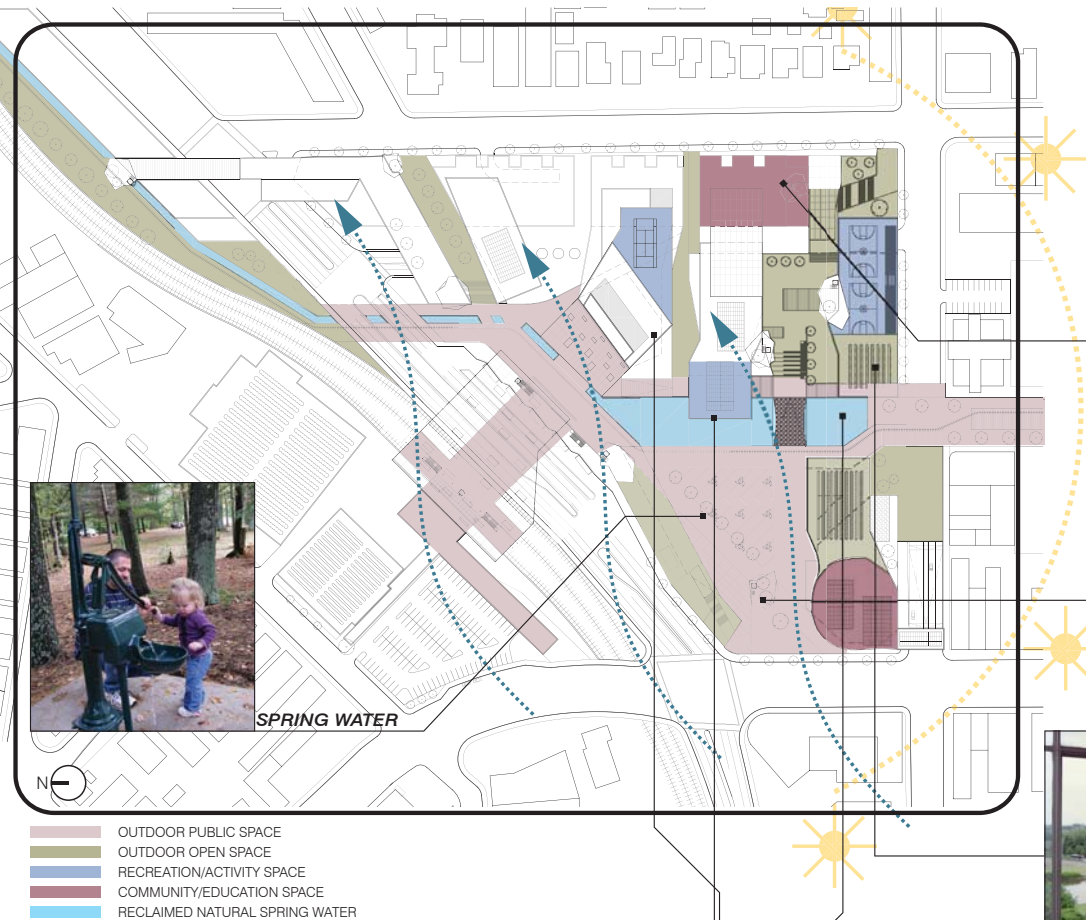 SPRING WATER
N
OUTDOOR PUBLIC SPACE
OUTDOOR OPEN SPACE
RECREATION/ACTIVITY SPACE
COMMUNITY/EDUCATION SPACE
RECLAIMED NATURAL SPRING WATER